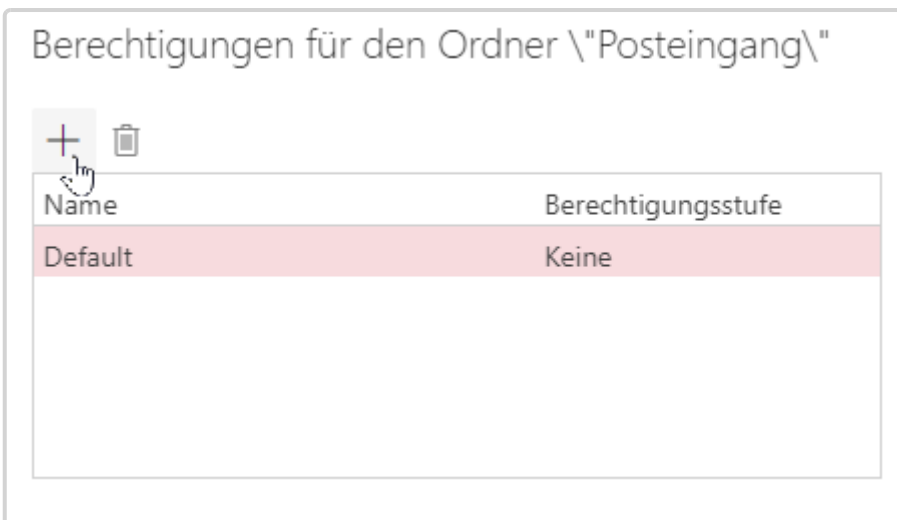 Berechtigungen für den Ordner \"Posteingang\"
Name Berechtigungsstufe
Default Keine